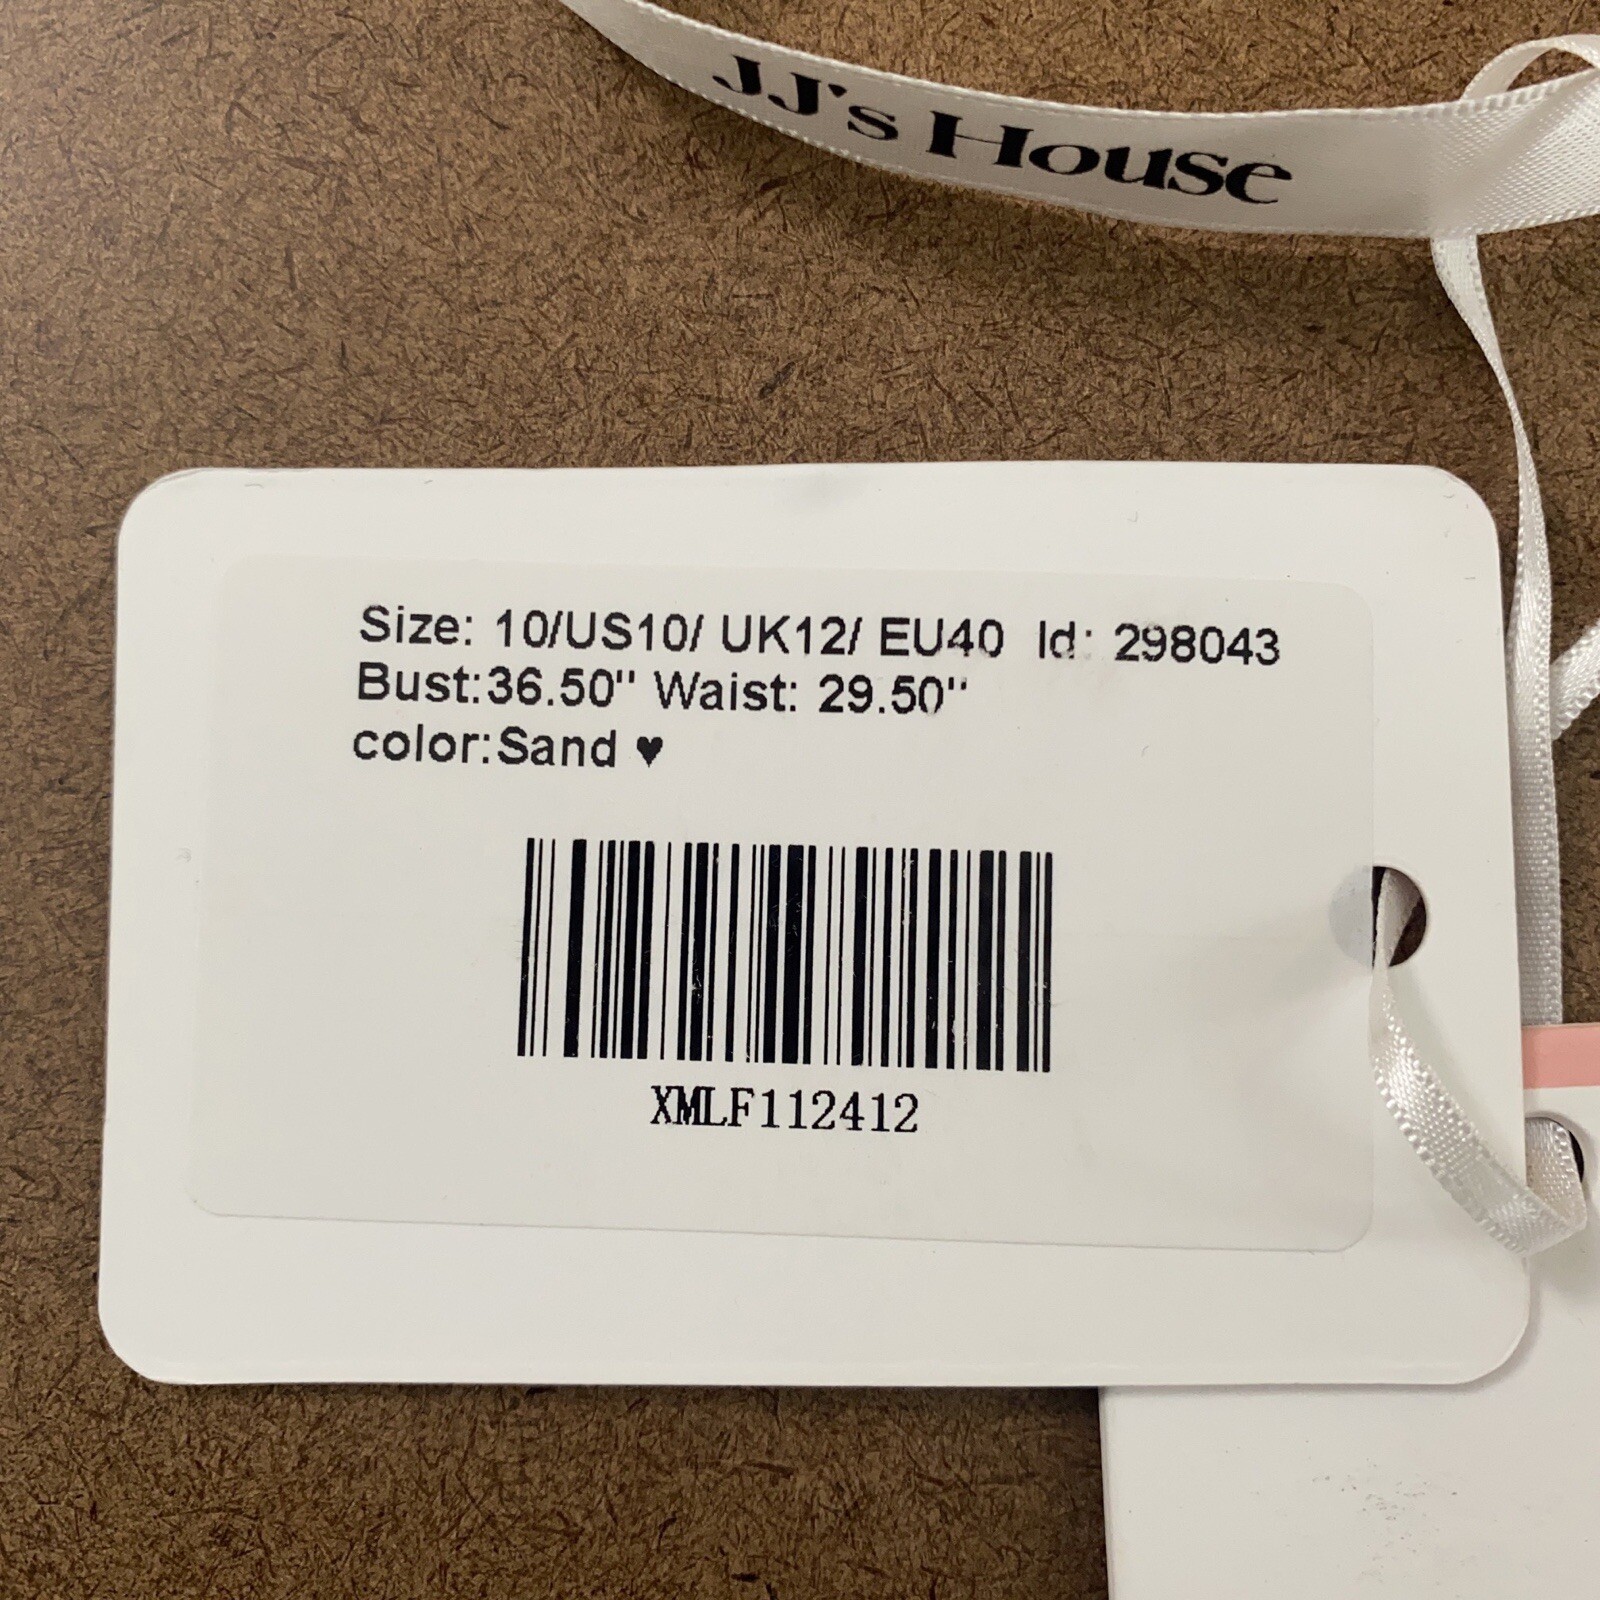 JJ's House
Size: 10/US10/ UK12/ EU40 Id: 298043
Bust:36.50" Waist: 29.50"
color:Sand ♥
XMLF112412